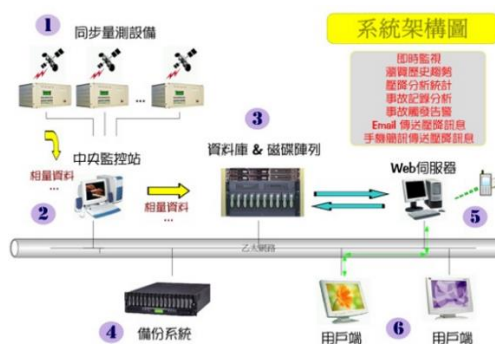 系統架構圖
1
同步量測設備
...
即時監視
瀏覽歷史趨勢
壓降分析統計
事故記錄分析
事故觸發告警
Email 傳送壓降訊息
手機簡訊傳送壓降訊息
3
中央監控站
資料庫 & 磁碟陣列
Web伺服器
相量資料
...
2
相量資料
...
5
乙太網路
4
備份系統
用戶端
6
用戶端